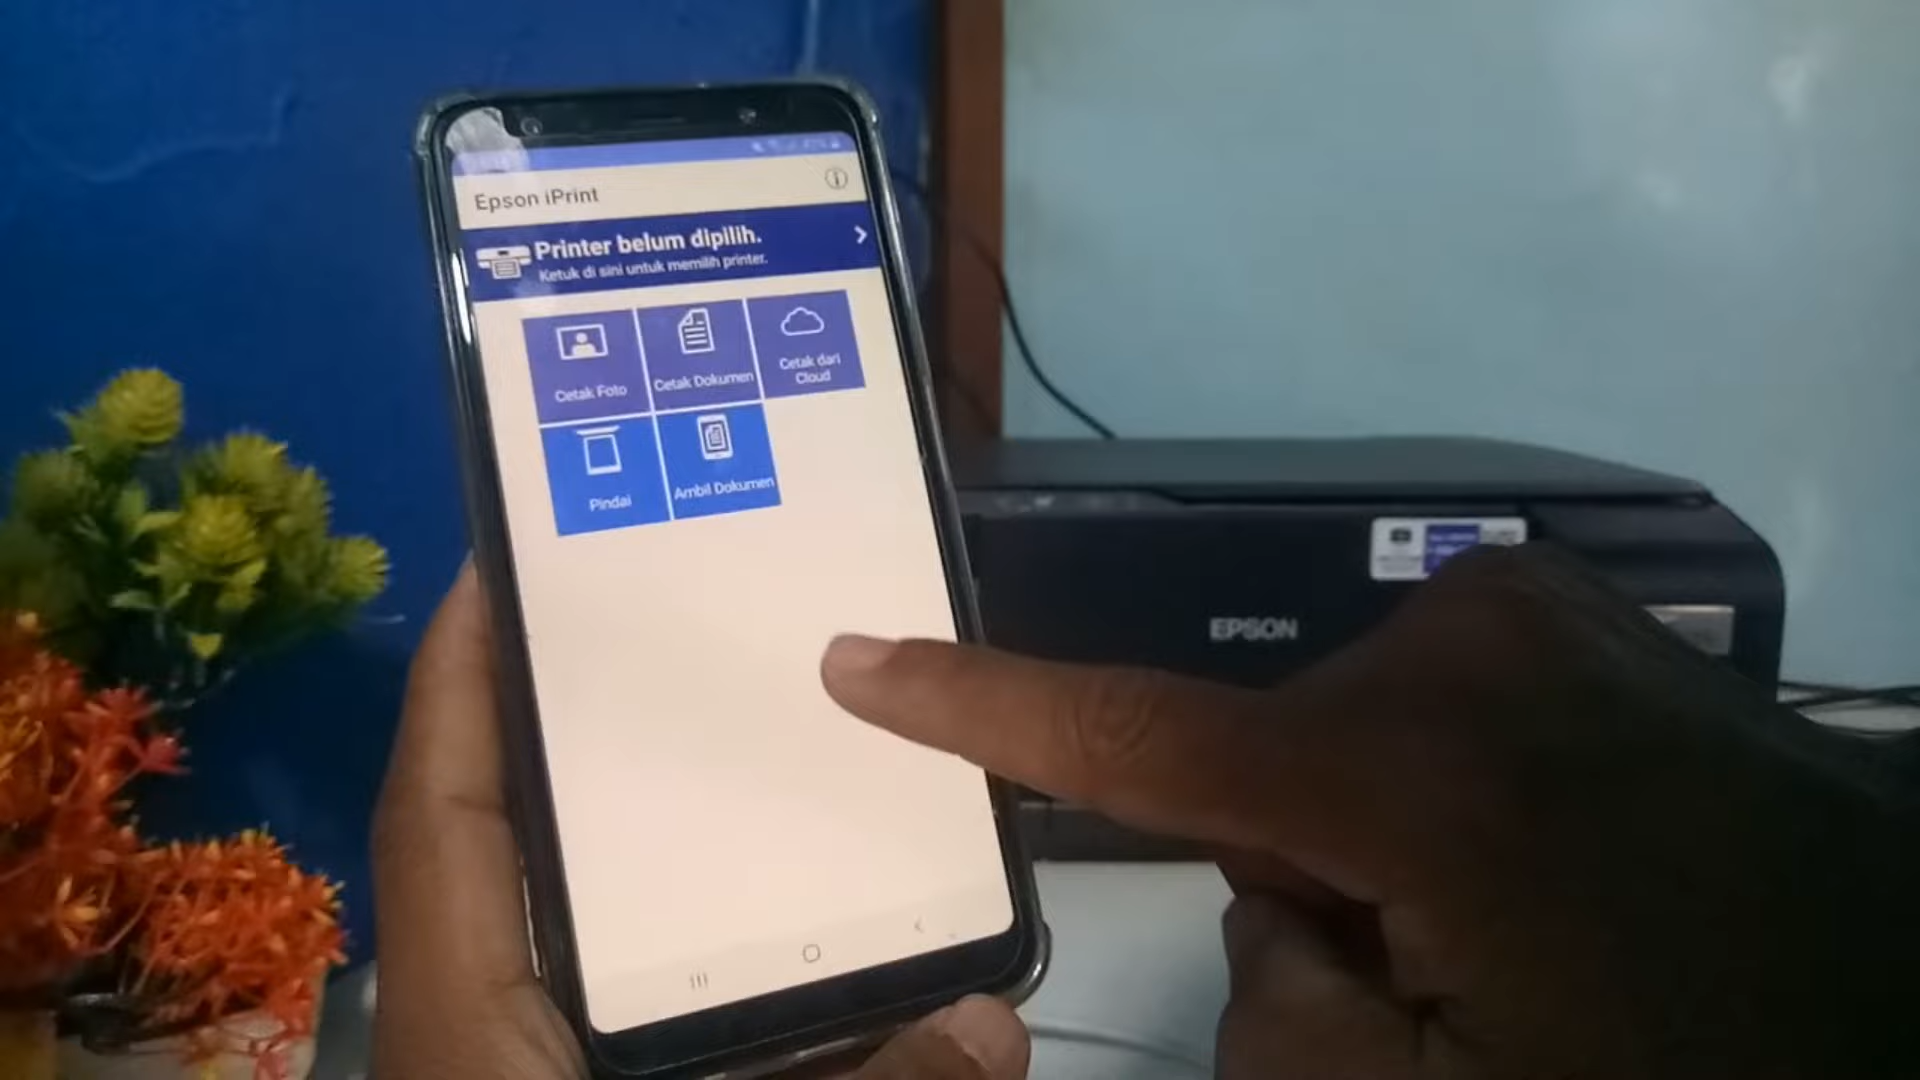 Epson iPrint
Printer belum dipilih.
Ketuk di sini untuk memilih printer.
Cetak Foto
Cetak Dokumen
Cetak dari
Cloud
Pindai
Ambil Dokumen
EPSON